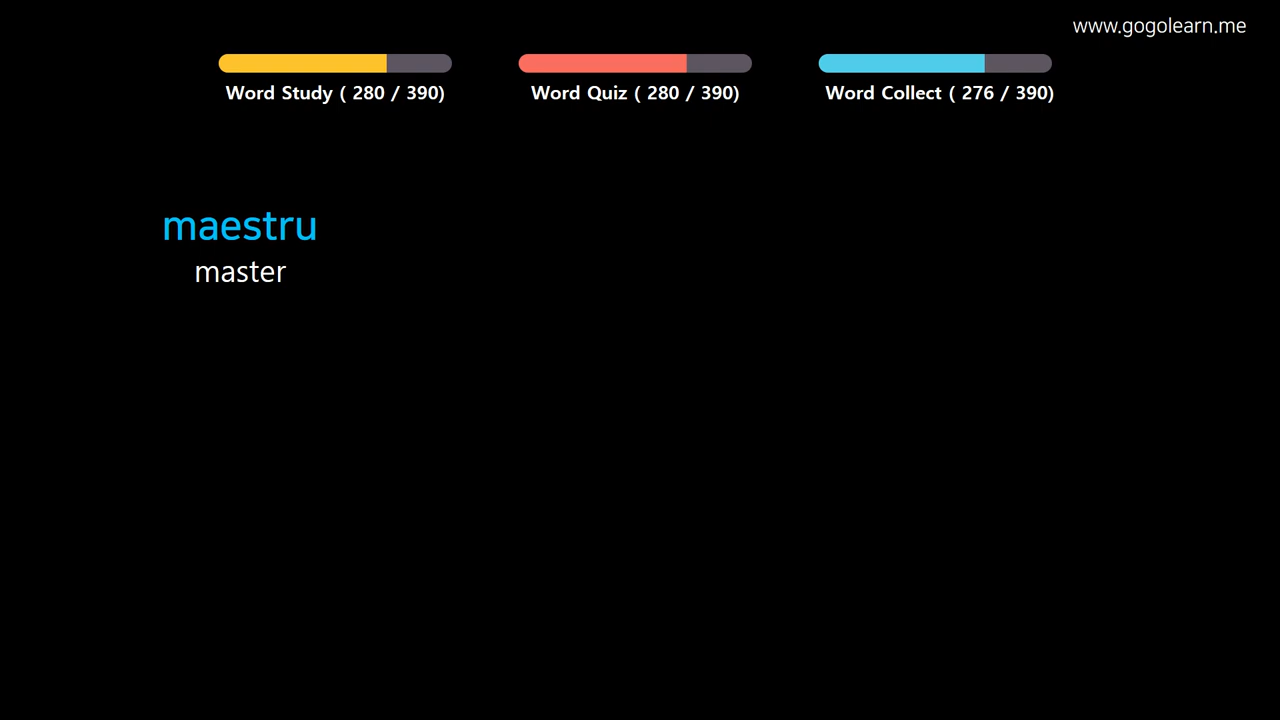 www.gogolearn.me
Word Study ( 280 / 390)
Word Quiz ( 280 / 390)
Word Collect ( 276 / 390)
maestru
master